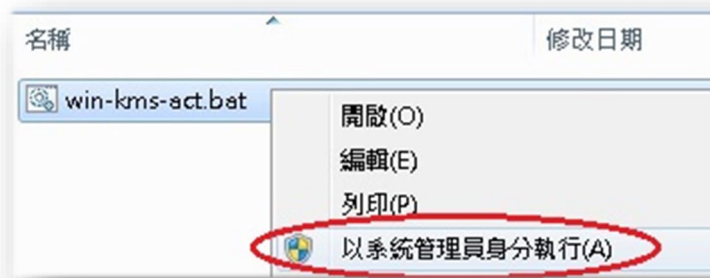 名稱 修改日期
win-kms-act.bat
開啟(O)
編輯(E)
列印(P)
以系統管理員身分執行(A)